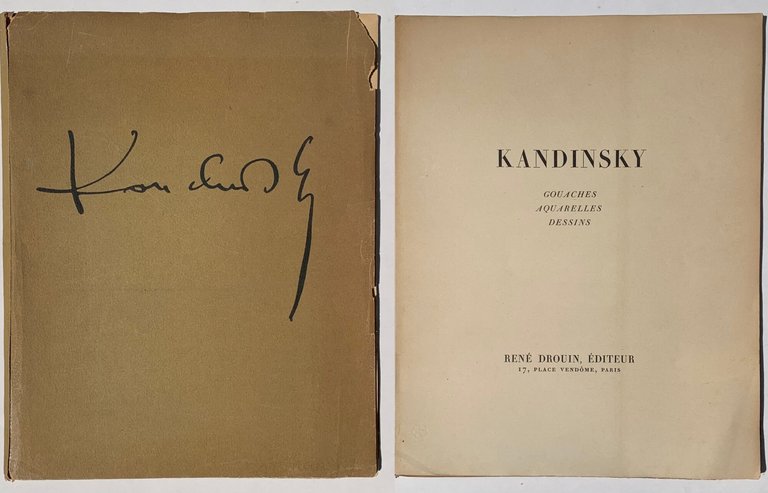 Kandinsky
KANDINSKY
GOUACHES
AQUARELLES
DESSINS
RENÉ DROUIN, ÉDITEUR
17, PLACE VENDÔME, PARIS